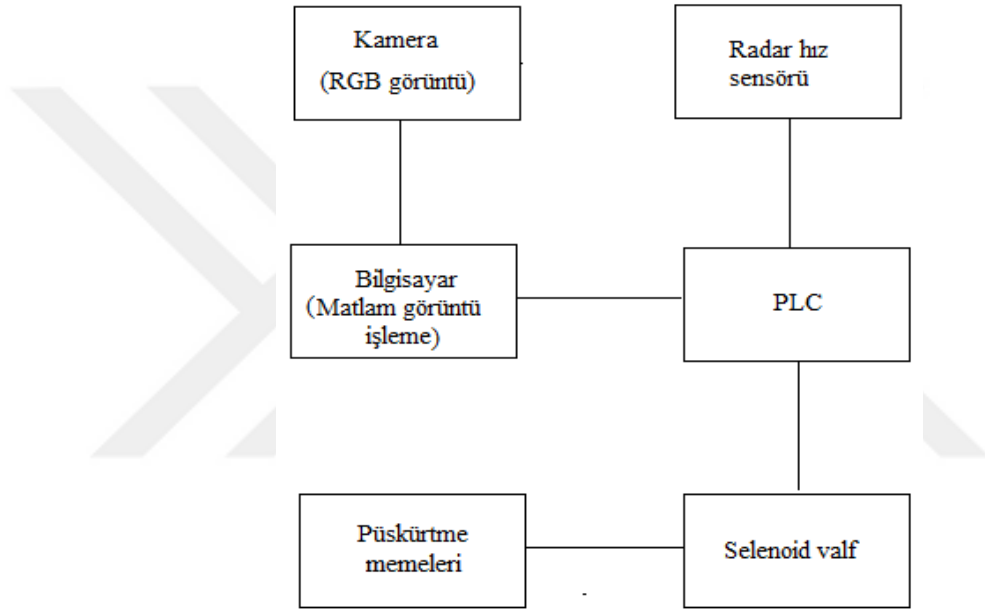 Kamera
(RGB görüntü)
Radar hız
sensörü
Bilgisayar
(Matlam görüntü
işleme)
PLC
Püskürtme
memeleri
Selenoid valf